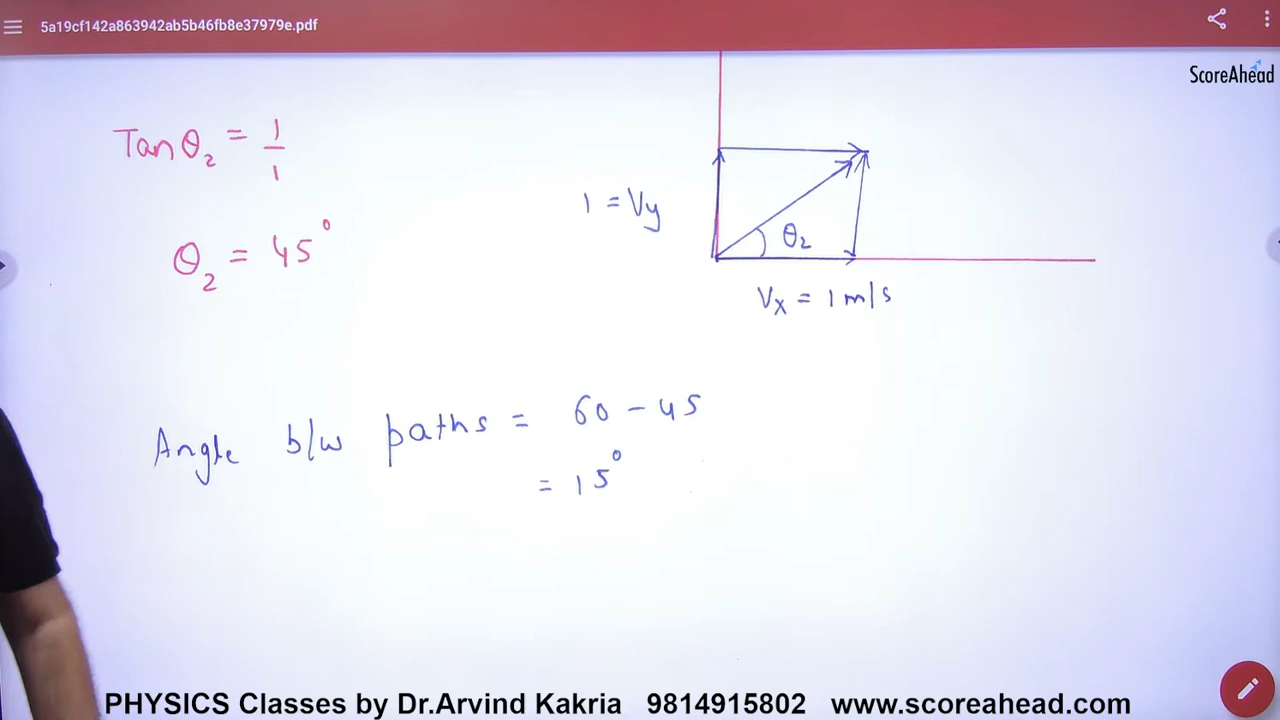 5a19cf142a863942ab5b46fb8e37979e.pdf
ScoreAhead
Tan θ₂ = 1/1
1 = Vy
θ₂
θ₂ = 45°
Vx = 1 m/s
Angle b/w paths = 60 - 45
= 15°
PHYSICS Classes by Dr.Arvind Kakria 9814915802 www.scoreahead.com